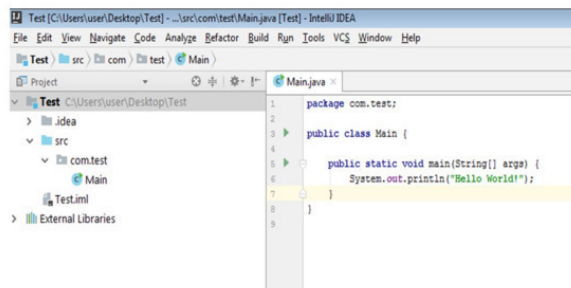 Test [C:\Users\user\Desktop\Test] - ...\src\com\test\Main.java [Test] - IntelliJ IDEA
File Edit View Navigate Code Analyze Refactor Build Run Tools VCS Window Help
Test src com test Main
Project
Main.java
Test C:\Users\user\Desktop\Test
.idea
src
com.test
Main
Test.iml
External Libraries
1 package com.test;
2
3 public class Main {
4
5 public static void main(String[] args) {
6 System.out.println("Hello World!");
7 }
8 }
9